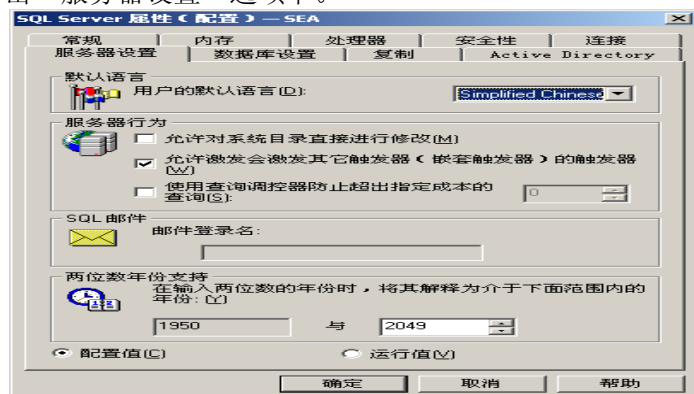 出"服务器设置"选项卡。
SQL Server 属性(配置) — SEA
常规 内存 处理器 安全性 连接
服务器设置 数据库设置 复制 Active Directory
默认语言
用户的默认语言(D): Simplified Chinese
服务器行为
允许对系统目录直接进行修改(M)
允许激发会激发其它触发器(嵌套触发器)的触发器
(W)
使用查询调控器防止超出指定成本的 0
查询(S):
SQL 邮件
邮件登录名:
两位数年份支持
在输入两位数的年份时,将其解释为介于下面范围内的
年份:(Y)
1950 与 2049
配置值(C) 运行值(V)
确定 取消 帮助